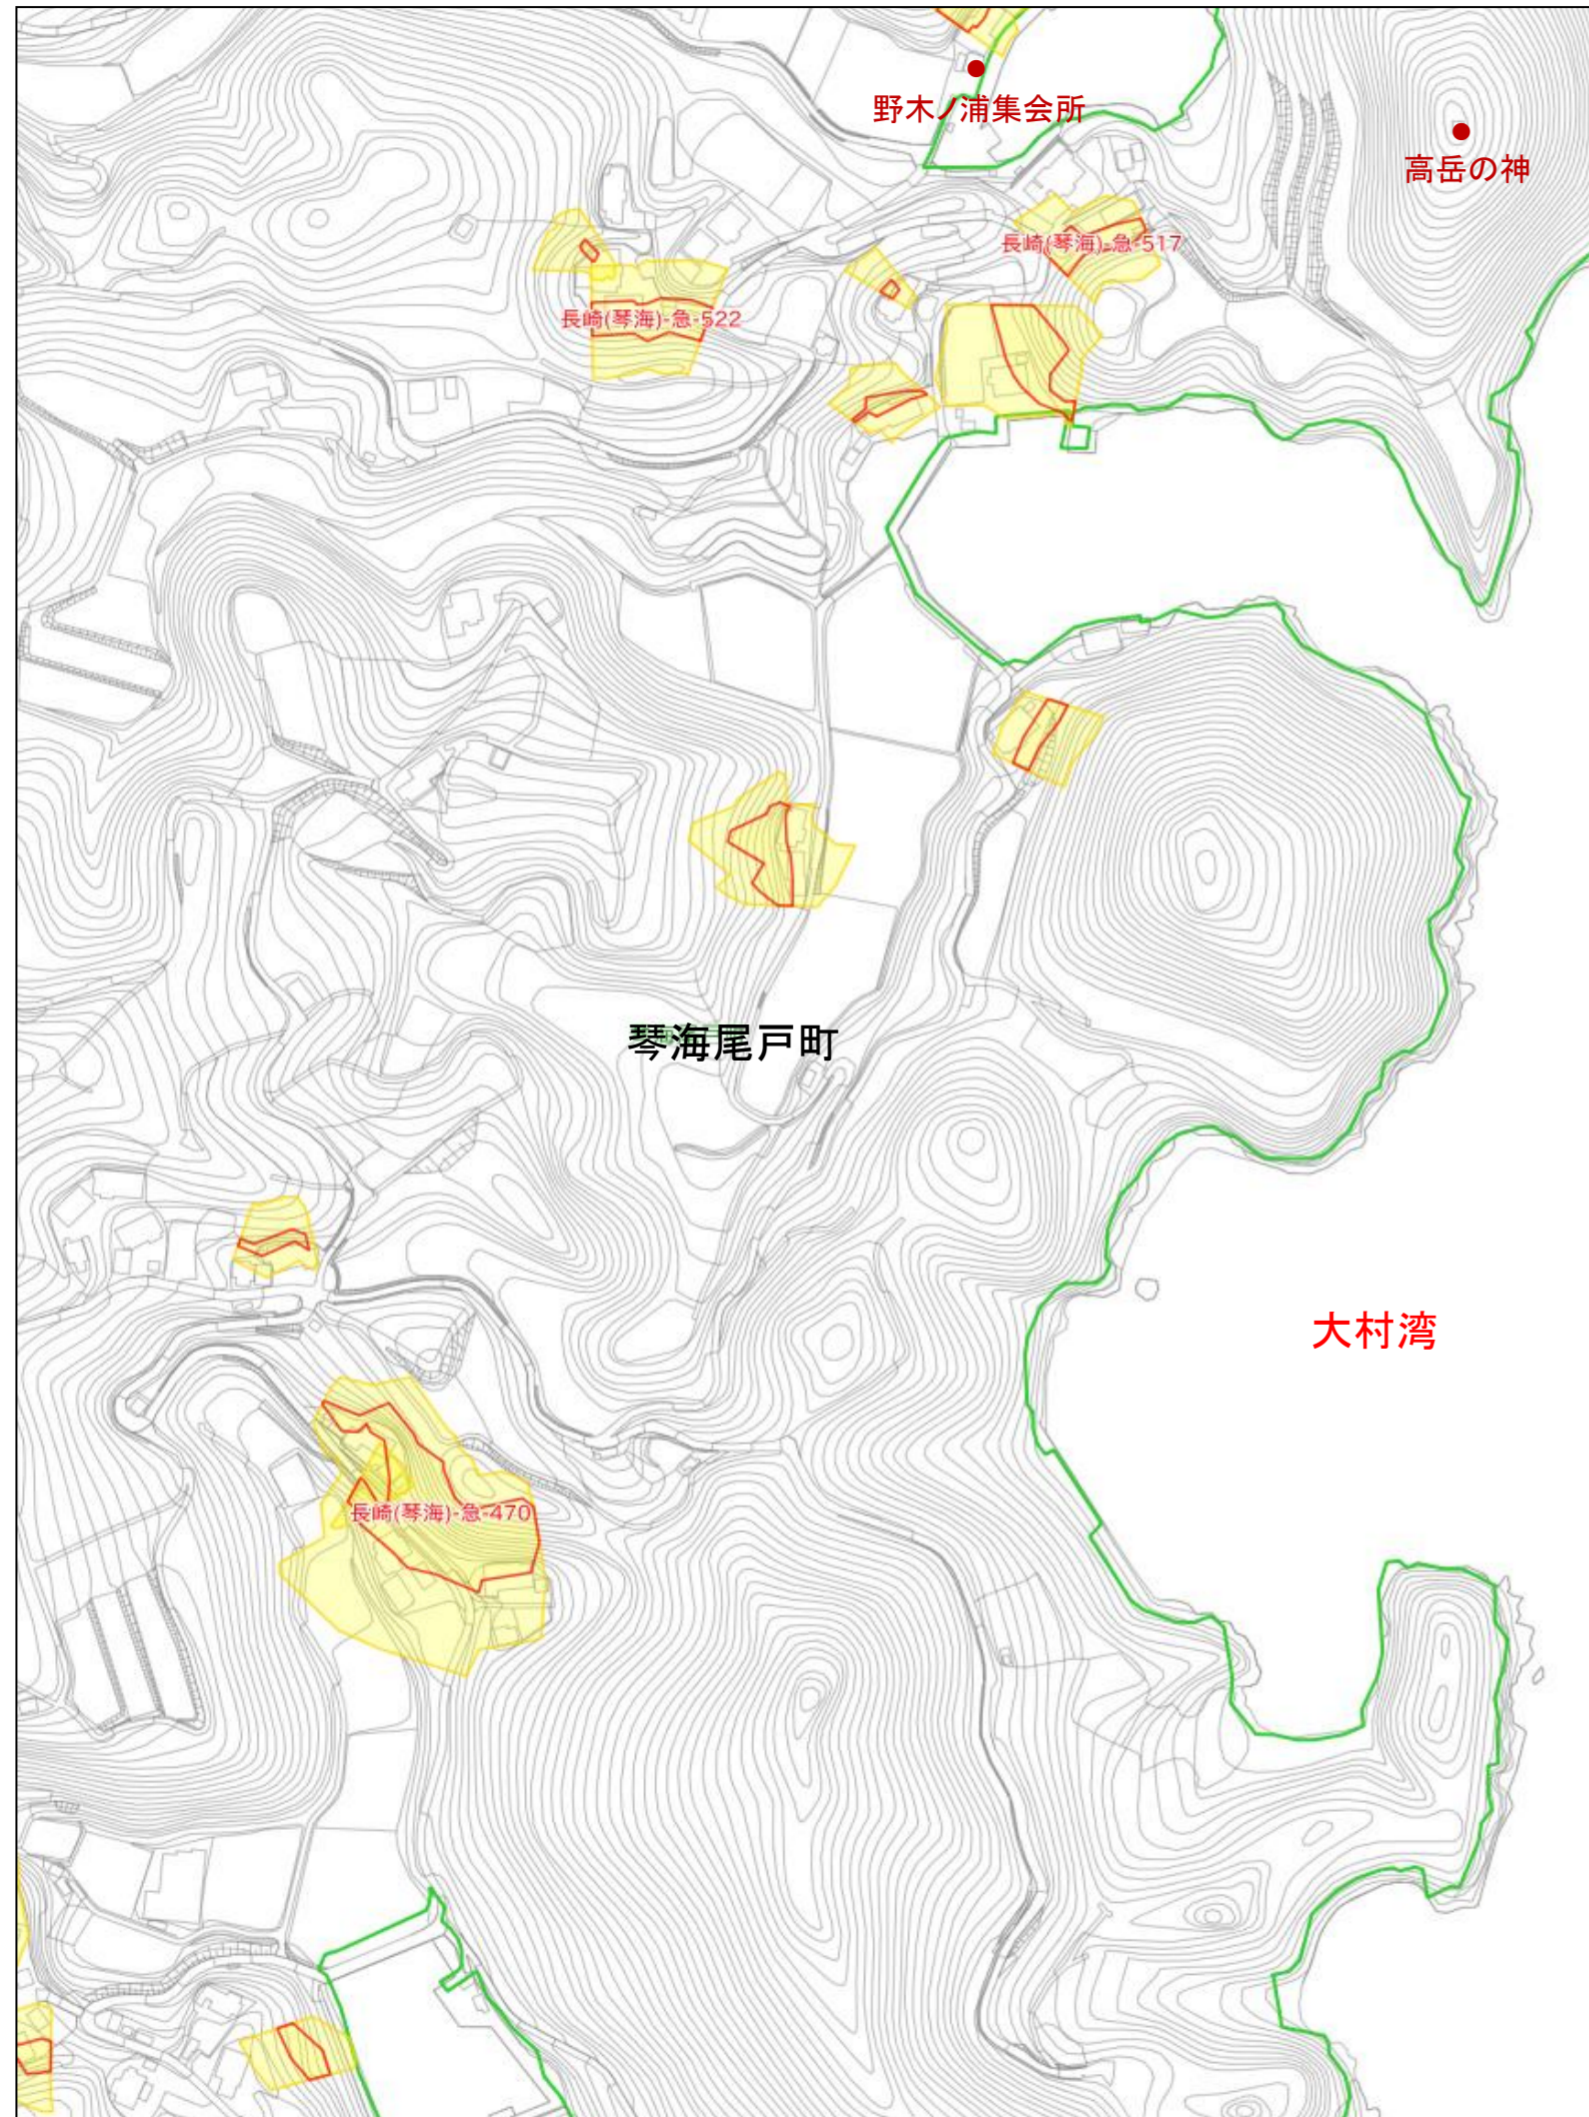 野木ノ浦集会所
高岳の神
長崎(琴海)-急-517
長崎(琴海)-急-522
琴海尾戸町
大村湾
長崎(琴海)-急-470